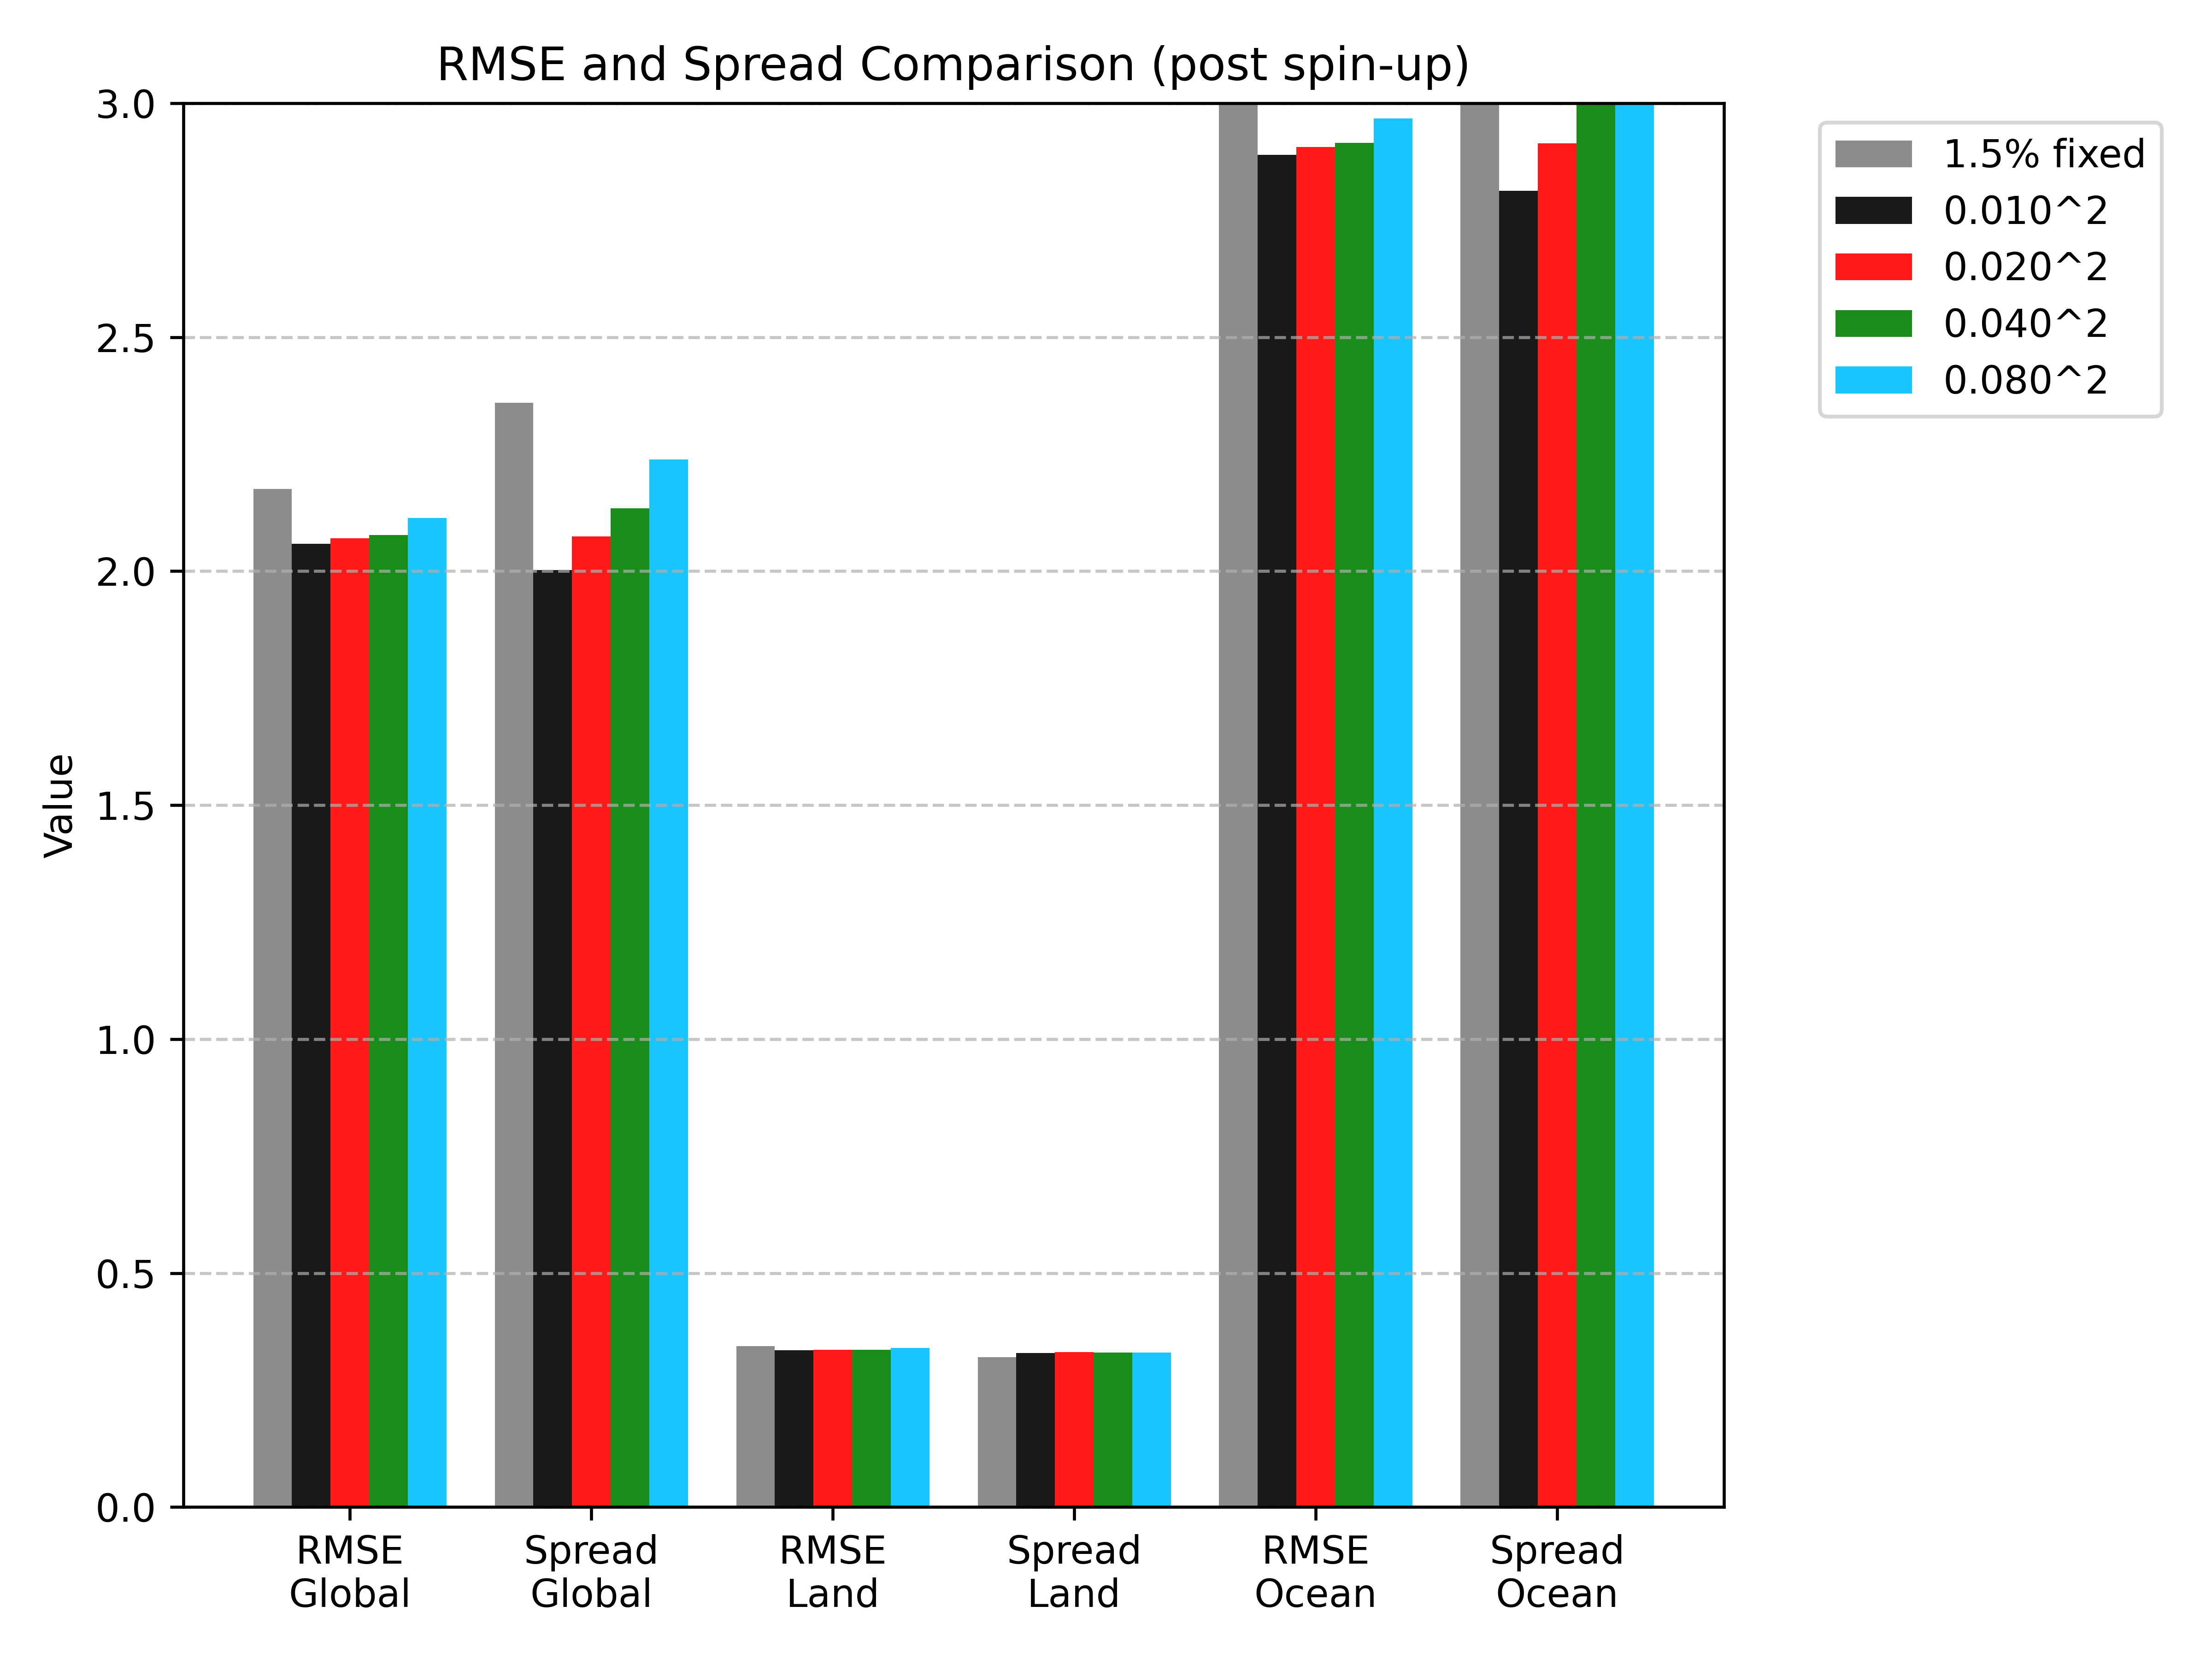 RMSE and Spread Comparison (post spin-up)
3.0
2.5
2.0
1.5
1.0
0.5
0.0
Value
RMSE
Global
Spread
Global
RMSE
Land
Spread
Land
RMSE
Ocean
Spread
Ocean
1.5% fixed
0.010^2
0.020^2
0.040^2
0.080^2